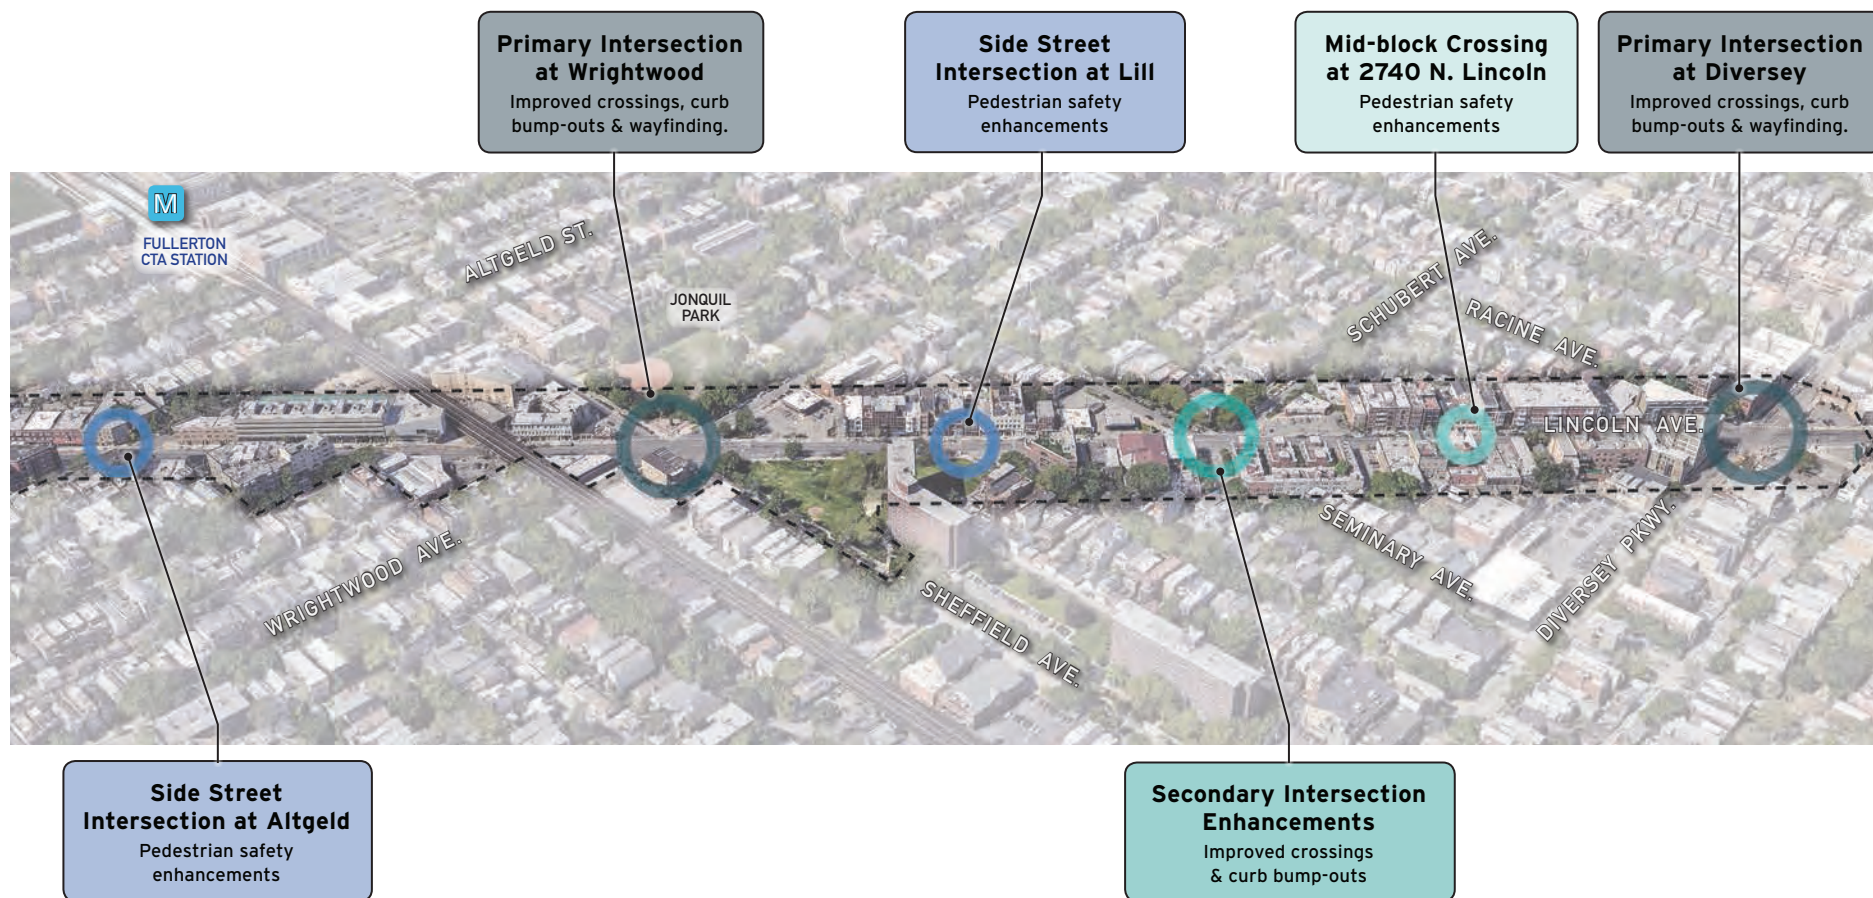 Primary Intersection
at Wrightwood
Improved crossings, curb
bump-outs & wayfinding.
Side Street
Intersection at Lill
Pedestrian safety
enhancements
Mid-block Crossing
at 2740 N. Lincoln
Pedestrian safety
enhancements
Primary Intersection
at Diversey
Improved crossings, curb
bump-outs & wayfinding.
M
FULLERTON
CTA STATION
ALTGELD ST.
JONQUIL
PARK
SCHUBERT AVE.
RACINE AVE.
LINCOLN AVE.
WRIGHTWOOD AVE.
SHEFFIELD AVE.
SEMINARY AVE.
DIVERSEY PKWY.
Side Street
Intersection at Altgeld
Pedestrian safety
enhancements
Secondary Intersection
Enhancements
Improved crossings
& curb bump-outs